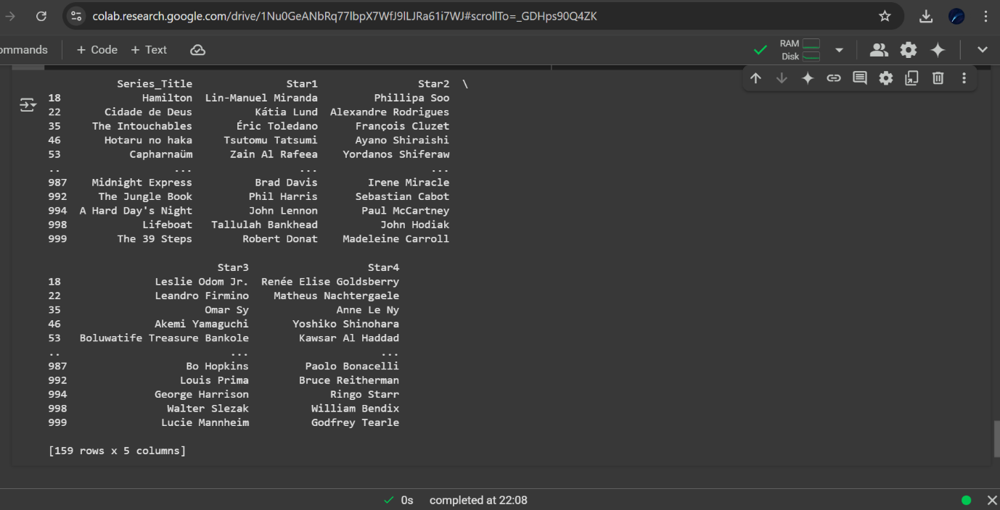 colab.research.google.com/drive/1Nu0GeANbRq77lbpX7WfJ9lLJRa61i7WJ#scrollTo=_GDHps90Q4ZK
ommands + Code + Text RAM
Disk
Series_Title Star1 Star2 \
18 Hamilton Lin-Manuel Miranda Phillipa Soo
22 Cidade de Deus Kátia Lund Alexandre Rodrigues
35 The Intouchables Éric Toledano François Cluzet
46 Hotaru no haka Tsutomu Tatsumi Ayano Shiraishi
53 Capharnaüm Zain Al Rafeea Yordanos Shiferaw
.. ... ... ...
987 Midnight Express Brad Davis Irene Miracle
992 The Jungle Book Phil Harris Sebastian Cabot
994 A Hard Day's Night John Lennon Paul McCartney
998 Lifeboat Tallulah Bankhead John Hodiak
999 The 39 Steps Robert Donat Madeleine Carroll
Star3 Star4
18 Leslie Odom Jr. Renée Elise Goldsberry
22 Leandro Firmino Matheus Nachtergaele
35 Omar Sy Anne Le Ny
46 Akemi Yamaguchi Yoshiko Shinohara
53 Boluwatife Treasure Bankole Kawsar Al Haddad
.. ... ...
987 Bo Hopkins Paolo Bonacelli
992 Louis Prima Bruce Reitherman
994 George Harrison Ringo Starr
998 Walter Slezak William Bendix
999 Lucie Mannheim Godfrey Tearle
[159 rows x 5 columns]
0s completed at 22:08